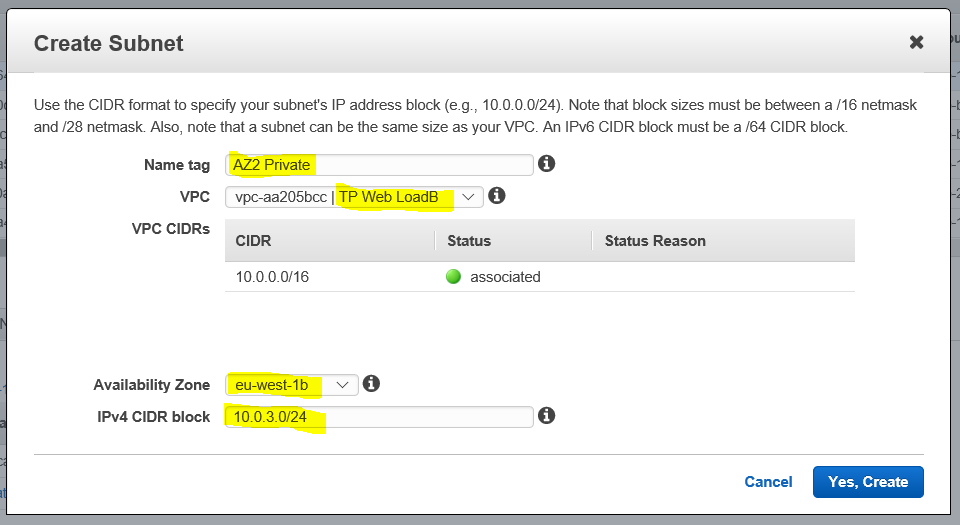 Create Subnet
Use the CIDR format to specify your subnet's IP address block (e.g., 10.0.0.0/24). Note that block sizes must be between a /16 netmask
and /28 netmask. Also, note that a subnet can be the same size as your VPC. An IPv6 CIDR block must be a /64 CIDR block.
Name tag AZ2 Private
VPC vpc-aa205bcc | TP Web LoadB
VPC CIDRs
CIDR Status Status Reason
10.0.0.0/16 associated
Availability Zone eu-west-1b
IPv4 CIDR block 10.0.3.0/24
Cancel Yes, Create